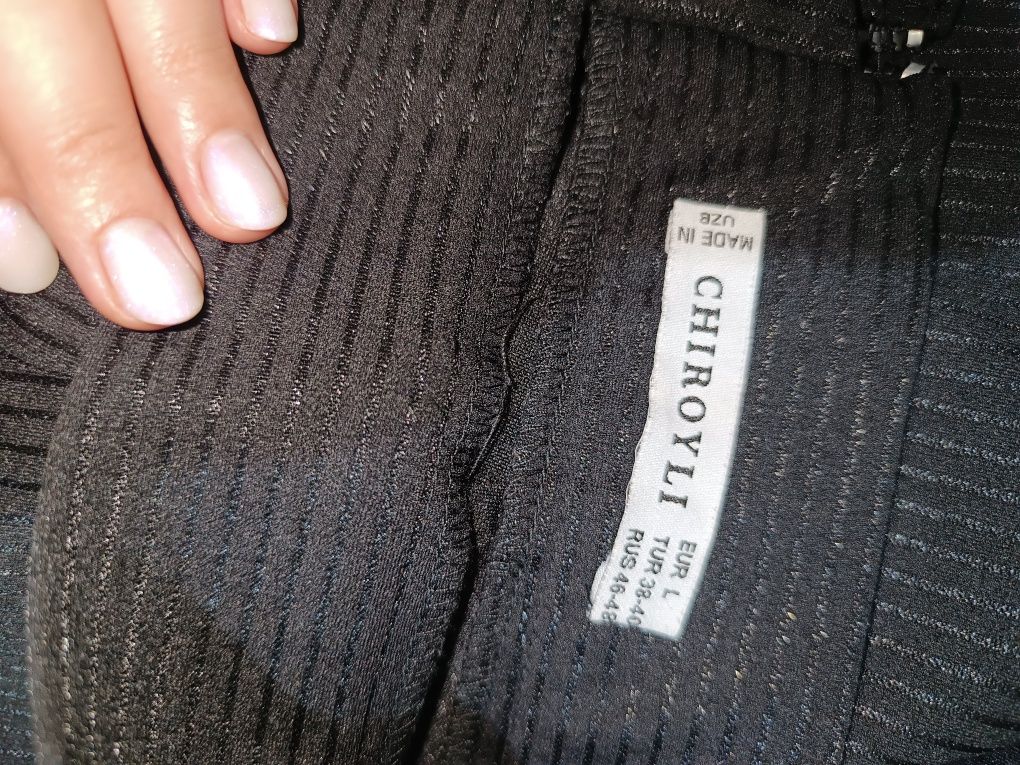 MADE IN
UZB
CHIROYLI
EUR L
TUR 38-40
RUS 46-48